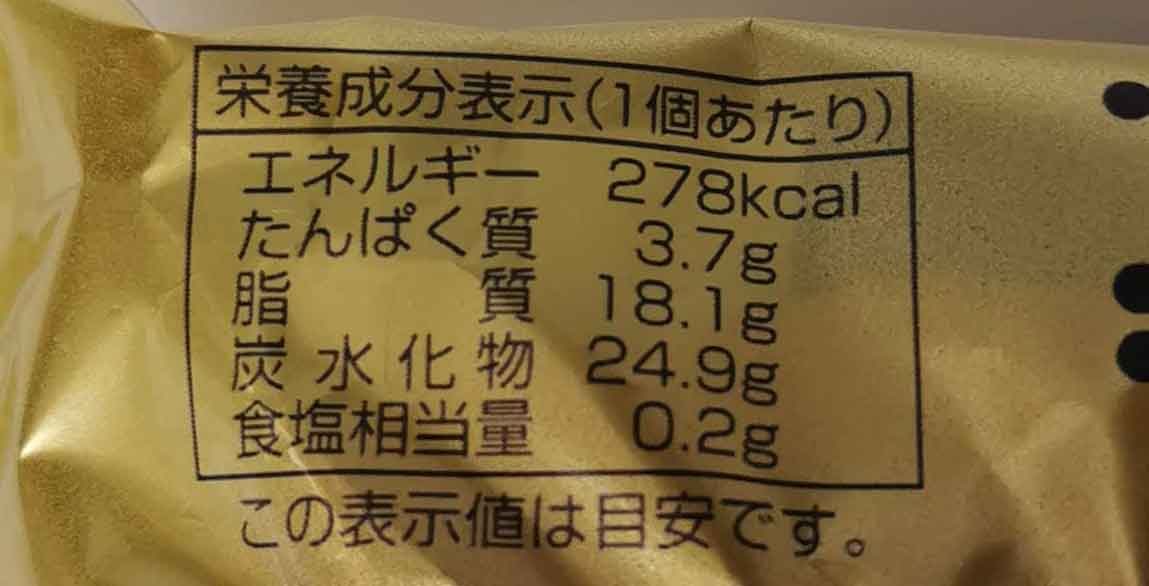 栄養成分表示(1個あたり)
エネルギー 278kcal
たんぱく質 3.7g
脂質 18.1g
炭水化物 24.9g
食塩相当量 0.2g
この表示値は目安です。